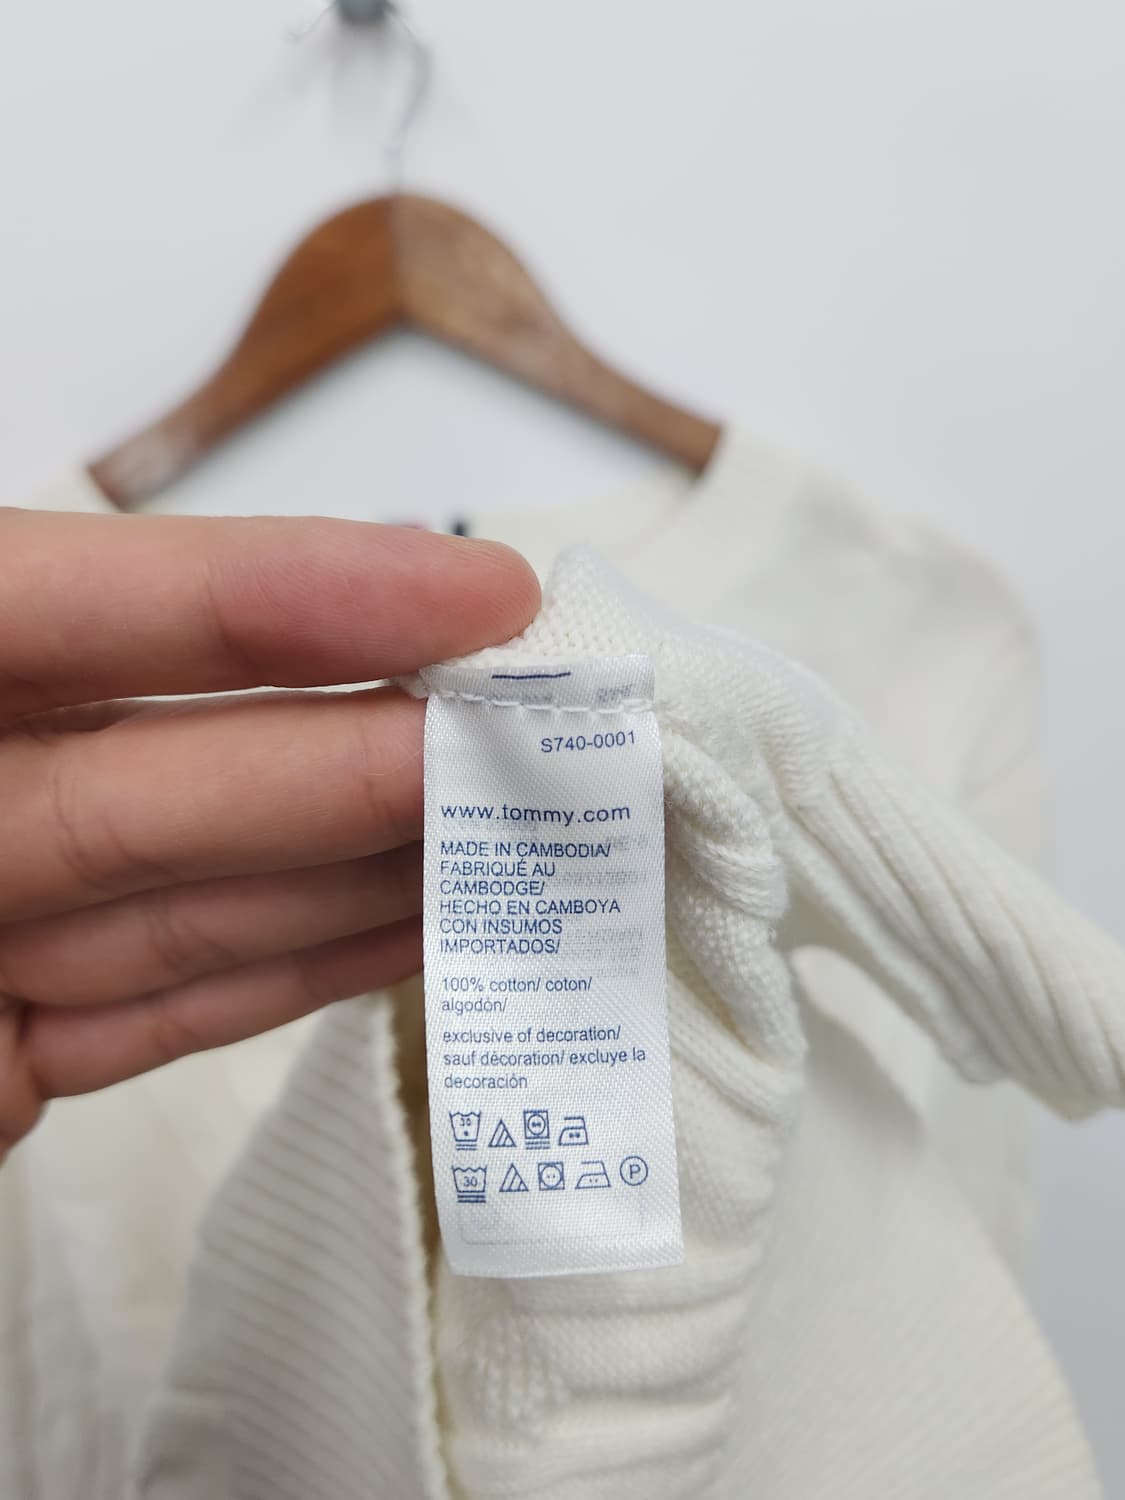 S740-0001
www.tommy.com
MADE IN CAMBODIA/
FABRIQUÉ AU
CAMBODGE/
HECHO EN CAMBOYA
CON INSUMOS
IMPORTADOS/
100% cotton/ coton/
algodón/
exclusive of decoration/
sauf décoration/ excluye la
decoración
30
30 P